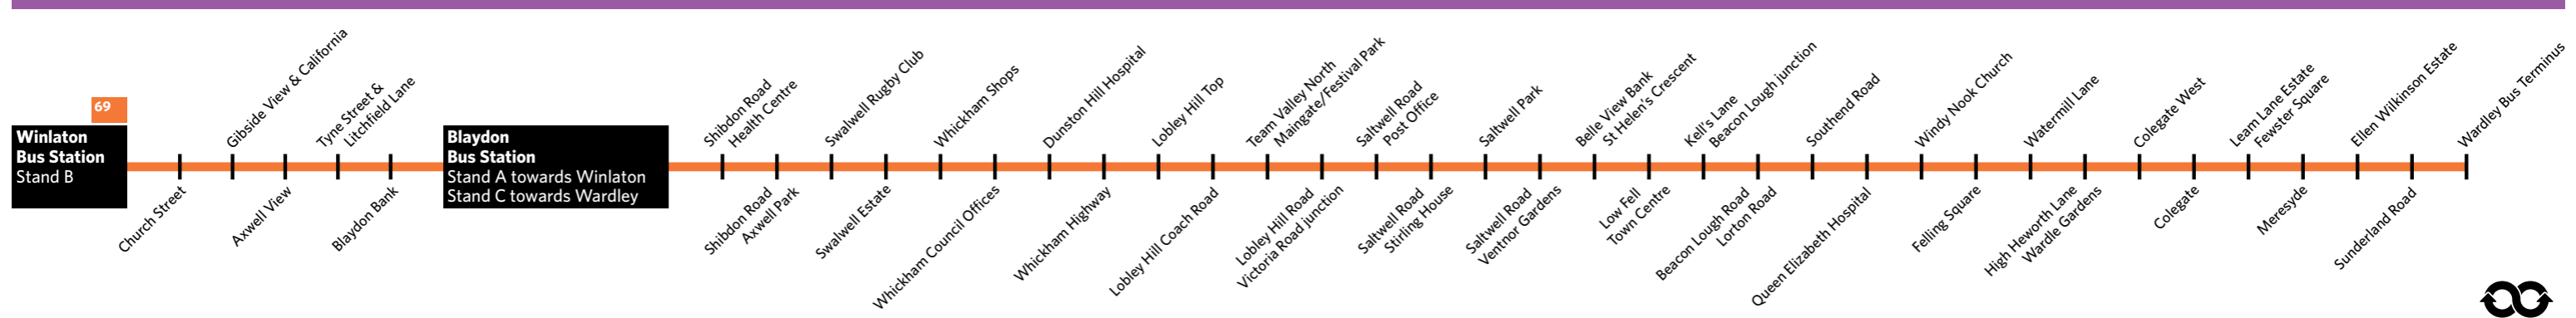 69
Winlaton
Bus Station
Stand B
Church Street
Gibside View & California
Axwell View
Tyne Street &
Litchfield Lane
Blaydon Bank
Blaydon
Bus Station
Stand A towards Winlaton
Stand C towards Wardley
Shibdon Road
Health Centre
Shibdon Road
Axwell Park
Swalwell Rugby Club
Swalwell Estate
Whickham Shops
Whickham Council Offices
Dunston Hill Hospital
Whickham Highway
Lobley Hill Top
Lobley Hill Coach Road
Team Valley North
Maingate/Festival Park
Lobley Hill Road
Victoria Road junction
Saltwell Road
Post Office
Saltwell Road
Stirling House
Saltwell Park
Saltwell Road
Ventnor Gardens
Belle View Bank
St Helen's Crescent
Low Fell
Town Centre
Kell's Lane
Beacon Lough junction
Beacon Lough Road
Lorton Road
Southend Road
Queen Elizabeth Hospital
Windy Nook Church
Felling Square
Watermill Lane
High Heworth Lane
Wardle Gardens
Colegate West
Colegate
Leam Lane Estate
Fewster Square
Meresyde
Ellen Wilkinson Estate
Sunderland Road
Wardley Bus Terminus